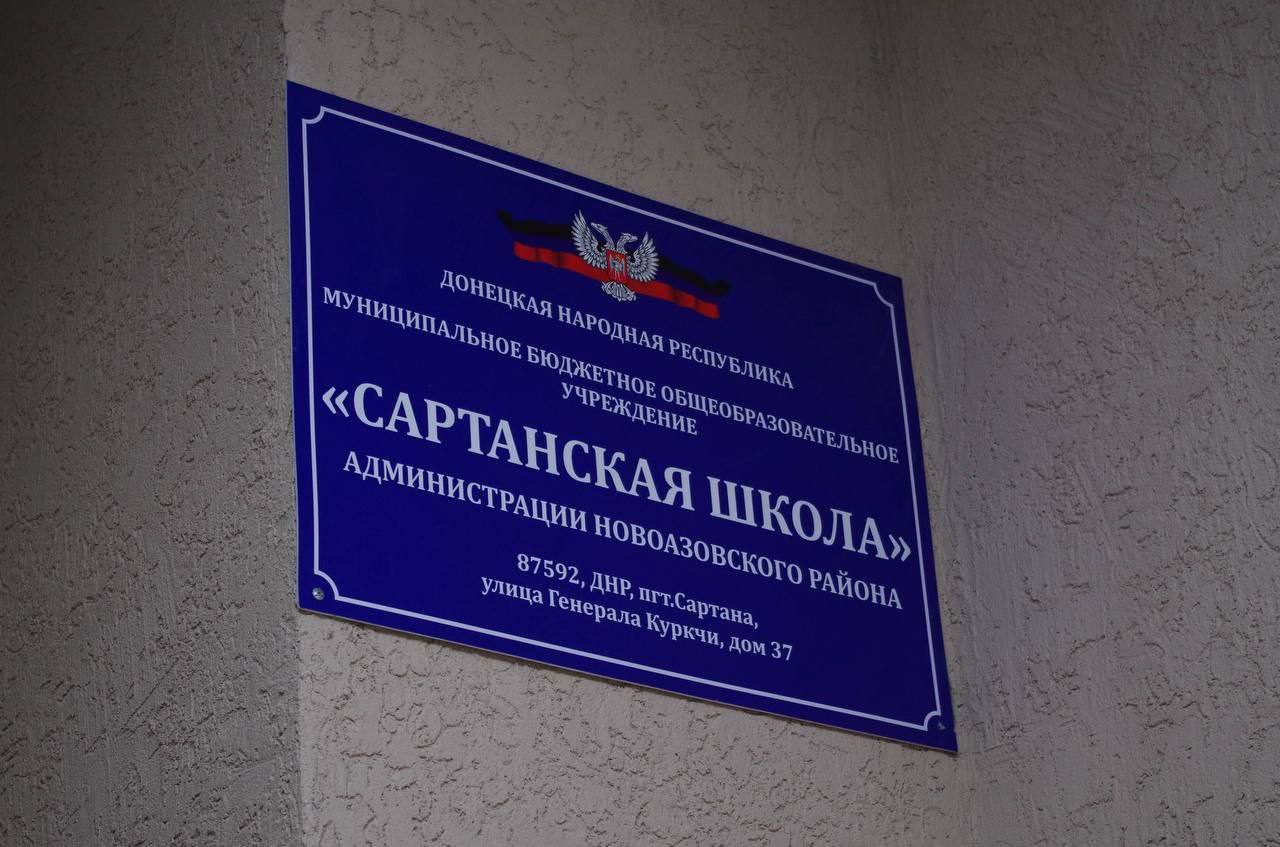 ДОНЕЦКАЯ НАРОДНАЯ РЕСПУБЛИКА
МУНИЦИПАЛЬНОЕ БЮДЖЕТНОЕ ОБЩЕОБРАЗОВАТЕЛЬНОЕ
УЧРЕЖДЕНИЕ
«САРТАНСКАЯ ШКОЛА»
АДМИНИСТРАЦИИ НОВОАЗОВСКОГО РАЙОНА
87592, ДНР, пгт.Сартана,
улица Генерала Куркчи, дом 37